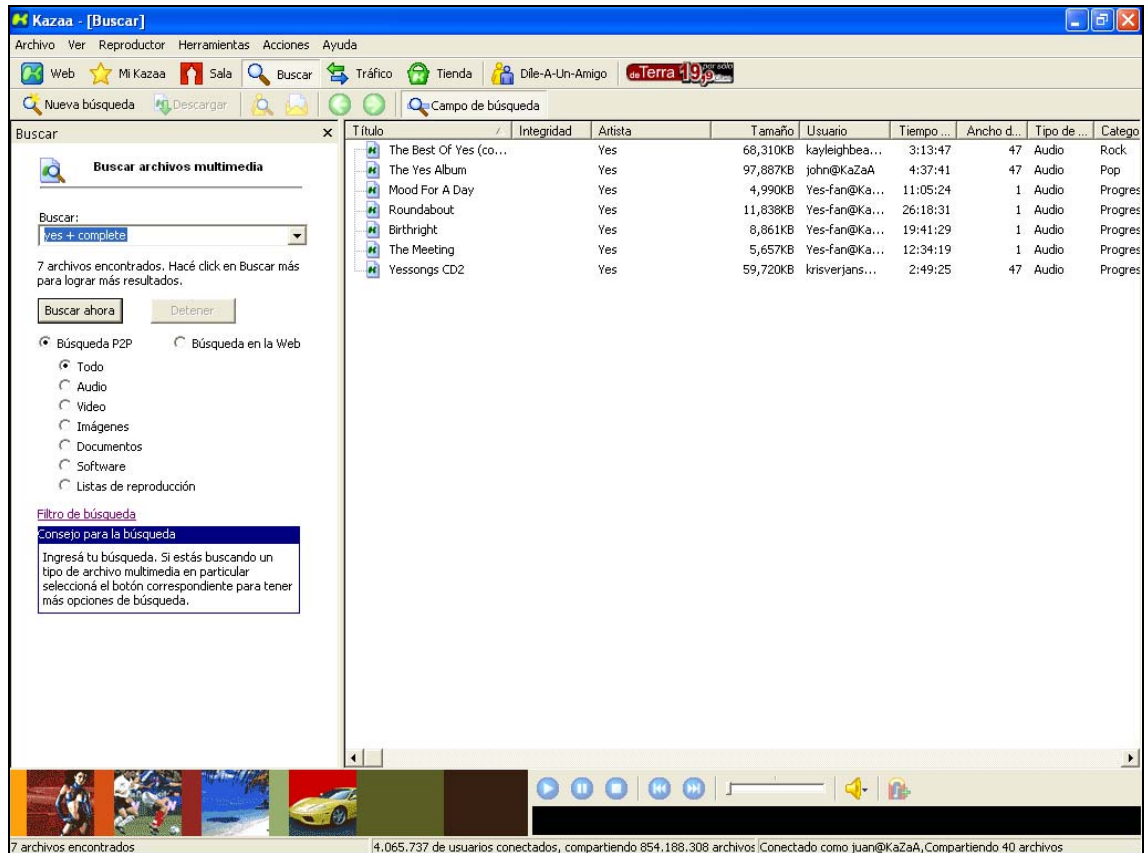 Kazaa - [Buscar]
Archivo Ver Reproductor Herramientas Acciones Ayuda
Web Mi Kazaa Sala Buscar Tráfico Tienda Díle-A-Un-Amigo deTerra 19,9 por sólo
Nueva búsqueda Descargar Campo de búsqueda
Buscar
Buscar archivos multimedia
Buscar:
yes + complete
7 archivos encontrados. Hacé click en Buscar más
para lograr más resultados.
Buscar ahora Detener
Búsqueda P2P Búsqueda en la Web
Todo
Audio
Video
Imágenes
Documentos
Software
Listas de reproducción
Filtro de búsqueda
Consejo para la búsqueda
Ingresá tu búsqueda. Si estás buscando un
tipo de archivo multimedia en particular
seleccioná el botón correspondiente para tener
más opciones de búsqueda.
Título Integridad Artista Tamaño Usuario Tiempo ... Ancho d... Tipo de ... Catego
The Best Of Yes (co... Yes 68,310KB kayleighbea... 3:13:47 47 Audio Rock
The Yes Album Yes 97,887KB john@KaZaA 4:37:41 47 Audio Pop
Mood For A Day Yes 4,990KB Yes-fan@Ka... 11:05:24 1 Audio Progres
Roundabout Yes 11,838KB Yes-fan@Ka... 26:18:31 1 Audio Progres
Birthright Yes 8,861KB Yes-fan@Ka... 19:41:29 1 Audio Progres
The Meeting Yes 5,657KB Yes-fan@Ka... 12:34:19 1 Audio Progres
Yessongs CD2 Yes 59,720KB krisverjans... 2:49:25 47 Audio Progres
7 archivos encontrados 4.065.737 de usuarios conectados, compartiendo 854.188.308 archivos Conectado como juan@KaZaA,Compartiendo 40 archivos